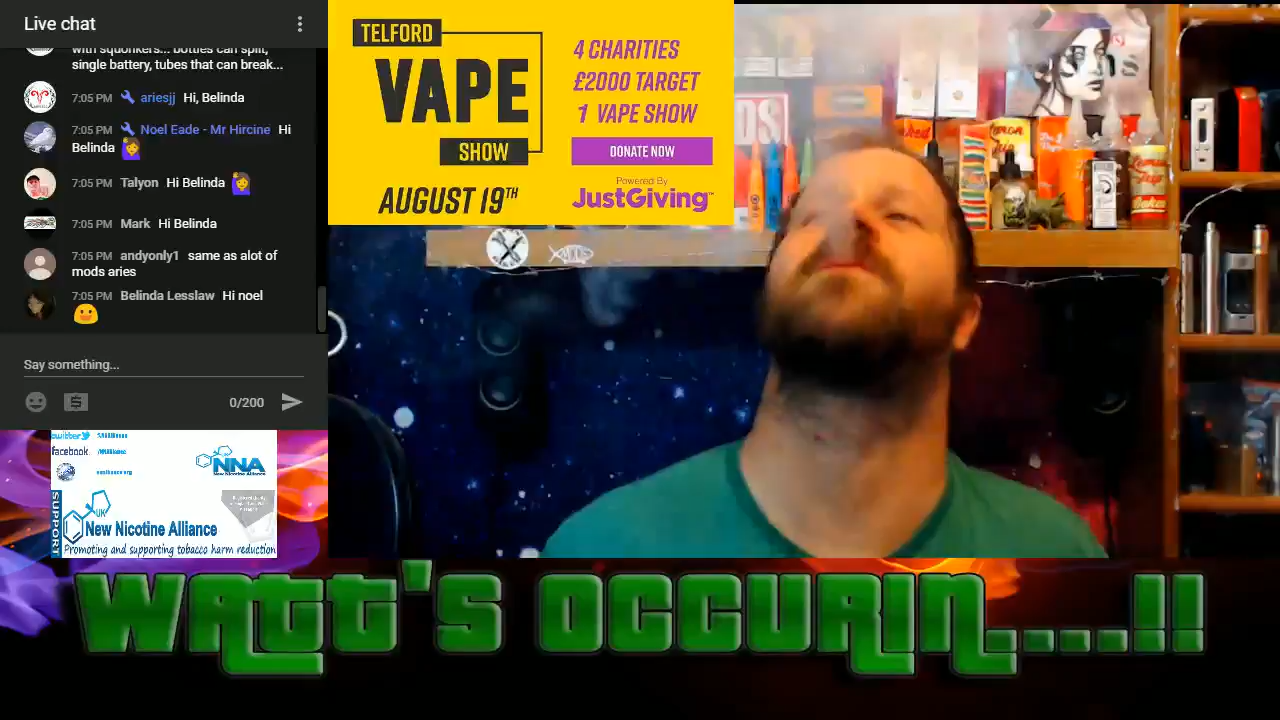 Live chat
with squonkers... bottles can split,
single battery, tubes that can break...
7:05 PM ariesjj Hi, Belinda
7:05 PM Noel Eade - Mr Hircine Hi
Belinda
7:05 PM Talyon Hi Belinda
7:05 PM Mark Hi Belinda
7:05 PM andyonly1 same as alot of
mods aries
7:05 PM Belinda Lesslaw Hi noel
Say something...
0/200
TELFORD
VAPE
SHOW
AUGUST 19TH
4 CHARITIES
£2000 TARGET
1 VAPE SHOW
DONATE NOW
Powered By
JustGiving™
twitter
facebook
NNA
New Nicotine Alliance
SUPPORT
UK
New Nicotine Alliance
Promoting and supporting tobacco harm reduction
WATT'S OCCURIN....!!